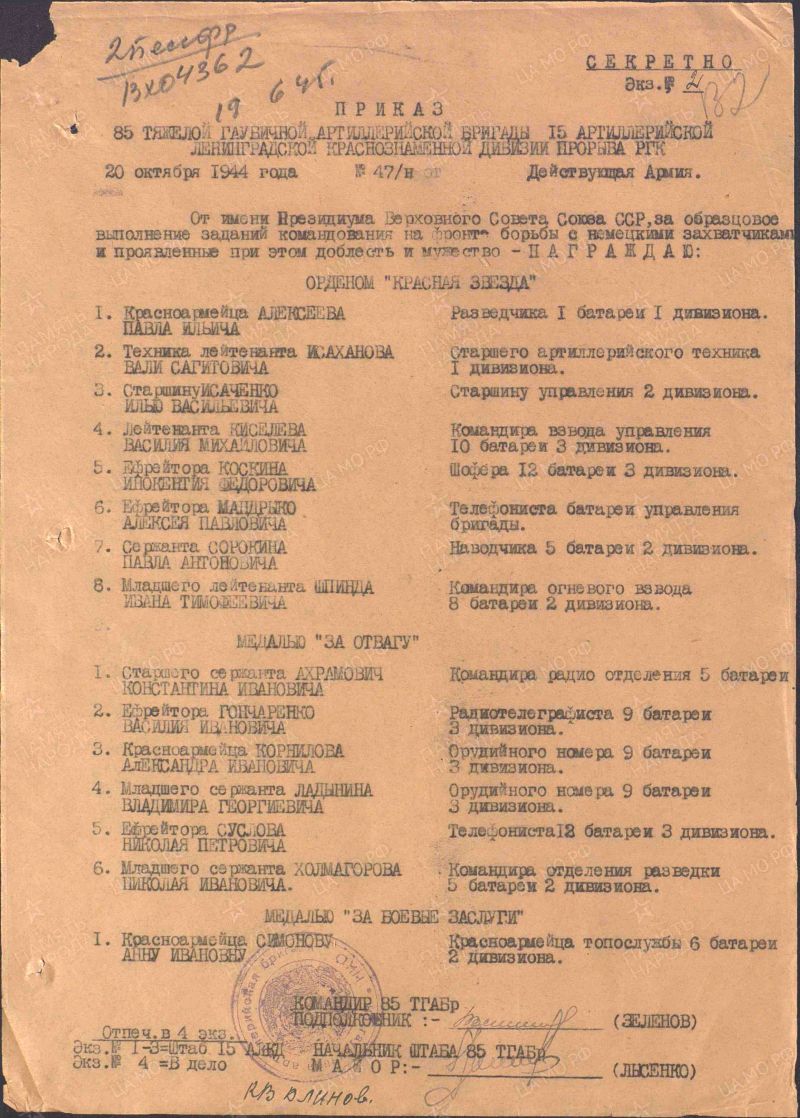 ВХ04362
19 6 45г.
СЕКРЕТНО
Экз.№ 2
ПРИКАЗ
85 ТЯЖЕЛОЙ ГАУБИЧНОЙ АРТИЛЛЕРИЙСКОЙ БРИГАДЫ 15 АРТИЛЛЕРИЙСКОЙ
ЛЕНИНГРАДСКОЙ КРАСНОЗНАМЕННОЙ ДИВИЗИИ ПРОРЫВА РГК
20 октября 1944 года № 47/н Действующая Армия.
От имени Президиума Верховного Совета Союза ССР,за образцовое
выполнение заданий командования на фронте борьбы с немецкими захватчиками
и проявленные при этом доблесть и мужество - НАГРАЖДАЮ:
ОРДЕНОМ "КРАСНАЯ ЗВЕЗДА"
1. Красноармейца АЛЕКСЕЕВА Разведчика 1 батареи 1 дивизиона.
ПАВЛА ИЛЬИЧА
2. Техника лейтенанта ИСАХАНОВА Старшего артиллерийского техника
ВАЛИ САГИТОВИЧА 1 дивизиона.
3. СтаршинуИСАЧЕНКО Старшину управления 2 дивизиона.
ИЛЬЮ ВАСИЛЬЕВИЧА
4. Лейтенанта КИСЕЛЕВА Командира взвода управления
ВАСИЛИЯ МИХАЙЛОВИЧА 10 батареи 3 дивизиона.
5. Ефрейтора КОСКИНА Шофера 12 батареи 3 дивизиона.
ИНОКЕНТИЯ ФЕДОРОВИЧА
6. Ефрейтора МАНДРЫКО Телефониста батареи управления
АЛЕКСЕЯ ПАВЛОВИЧА бригады.
7. Сержанта СОРОКИНА Наводчика 5 батареи 2 дивизиона.
ПАВЛА АНТОНОВИЧА
8. Младшего лейтенанта ШПИНДА Командира огневого взвода
ИВАНА ТИМОФЕЕВИЧА 8 батареи 2 дивизиона.
МЕДАЛЬЮ "ЗА ОТВАГУ"
1. Старшего сержанта АХРАМОВИЧ Командира радио отделения 5 батареи
КОНСТАНТИНА ИВАНОВИЧА
2. Ефрейтора ГОНЧАРЕНКО Радиотелеграфиста 9 батареи
ВАСИЛИЯ ИВАНОВИЧА 3 дивизиона.
3. Красноармейца КОРНИЛОВА Орудийного номера 9 батареи
АЛЕКСАНДРА ИВАНОВИЧА 3 дивизиона.
4. Младшего сержанта ЛАДЫНИНА Орудийного номера 9 батареи
ВЛАДИМИРА ГЕОРГИЕВИЧА 3 дивизиона.
5. Ефрейтора СУСЛОВА Телефониста12 батареи 3 дивизиона.
НИКОЛАЯ ПЕТРОВИЧА
6. Младшего сержанта ХОЛМАГОРОВА Командира отделения разведки
НИКОЛАЯ ИВАНОВИЧА. 5 батареи 2 дивизиона.
МЕДАЛЬЮ "ЗА БОЕВЫЕ ЗАСЛУГИ"
1. Красноармейца СИМОНОВУ Красноармейца топослужбы 6 батареи
АННУ ИВАНОВНУ 2 дивизиона.
КОМАНДИР 85 ТГАБр
ПОДПОЛКОВНИК :- (ЗЕЛЕНОВ)
Отпеч.в 4 экз.
Экз.№ 1-3=Штаб 15 АЛКД НАЧАЛЬНИК ШТАБА 85 ТГАБр
Экз.№ 4 =В дело МАЙОР:- (ЛЫСЕНКО)